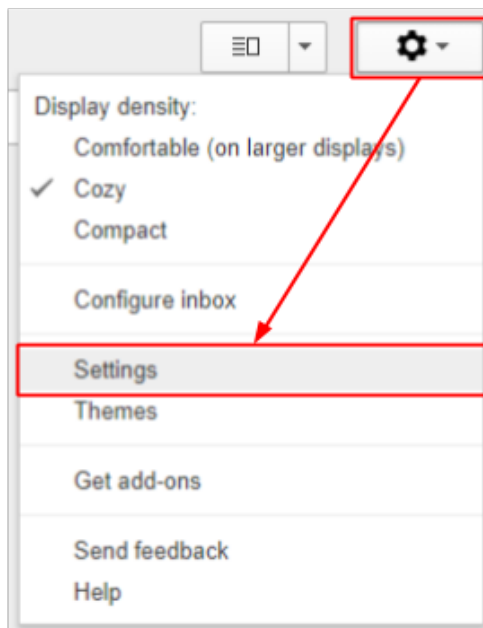 Display density:
Comfortable (on larger displays)
Cozy
Compact
Configure inbox
Settings
Themes
Get add-ons
Send feedback
Help